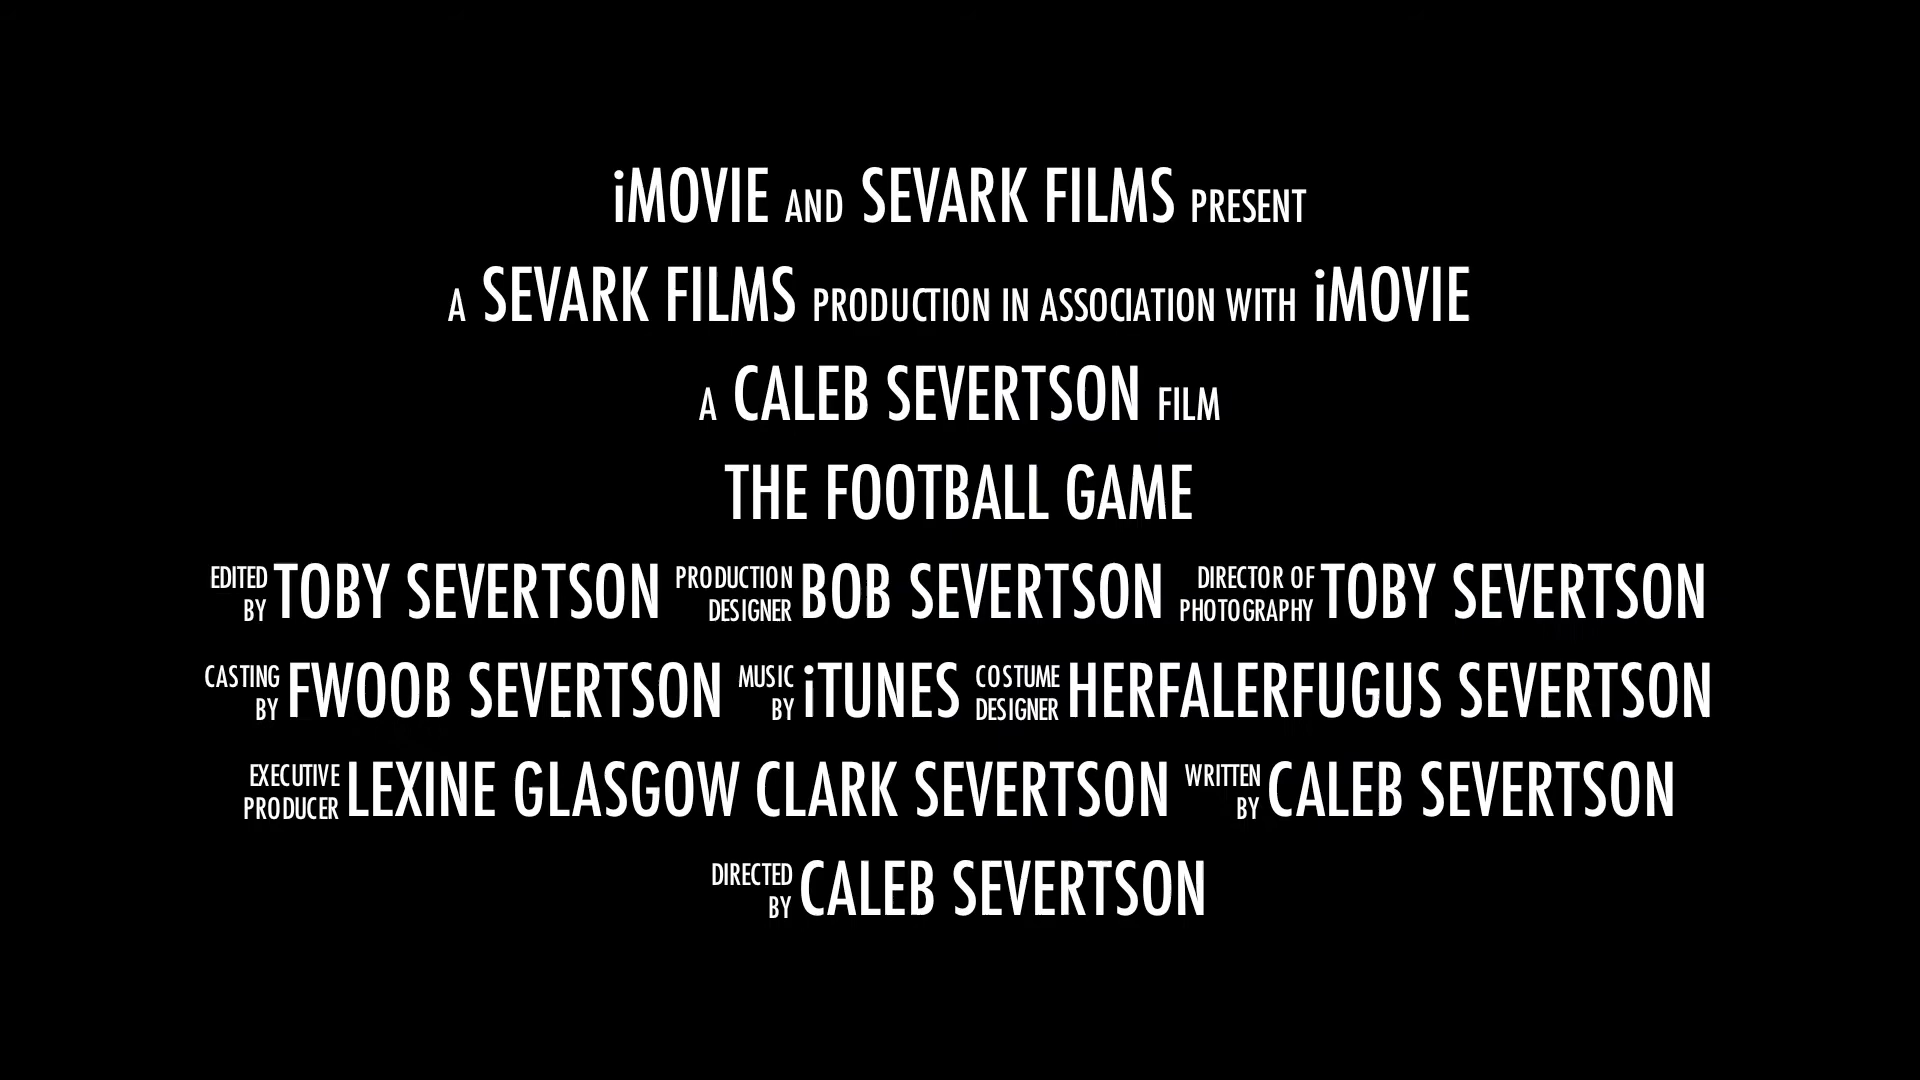 iMOVIE AND SEVARK FILMS PRESENT
A SEVARK FILMS PRODUCTION IN ASSOCIATION WITH iMOVIE
A CALEB SEVERTSON FILM
THE FOOTBALL GAME
EDITED BY TOBY SEVERTSON PRODUCTION DESIGNER BOB SEVERTSON DIRECTOR OF PHOTOGRAPHY TOBY SEVERTSON
CASTING BY FWOOB SEVERTSON MUSIC BY iTUNES COSTUME DESIGNER HERFALERFUGUS SEVERTSON
EXECUTIVE PRODUCER LEXINE GLASGOW CLARK SEVERTSON WRITTEN BY CALEB SEVERTSON
DIRECTED BY CALEB SEVERTSON